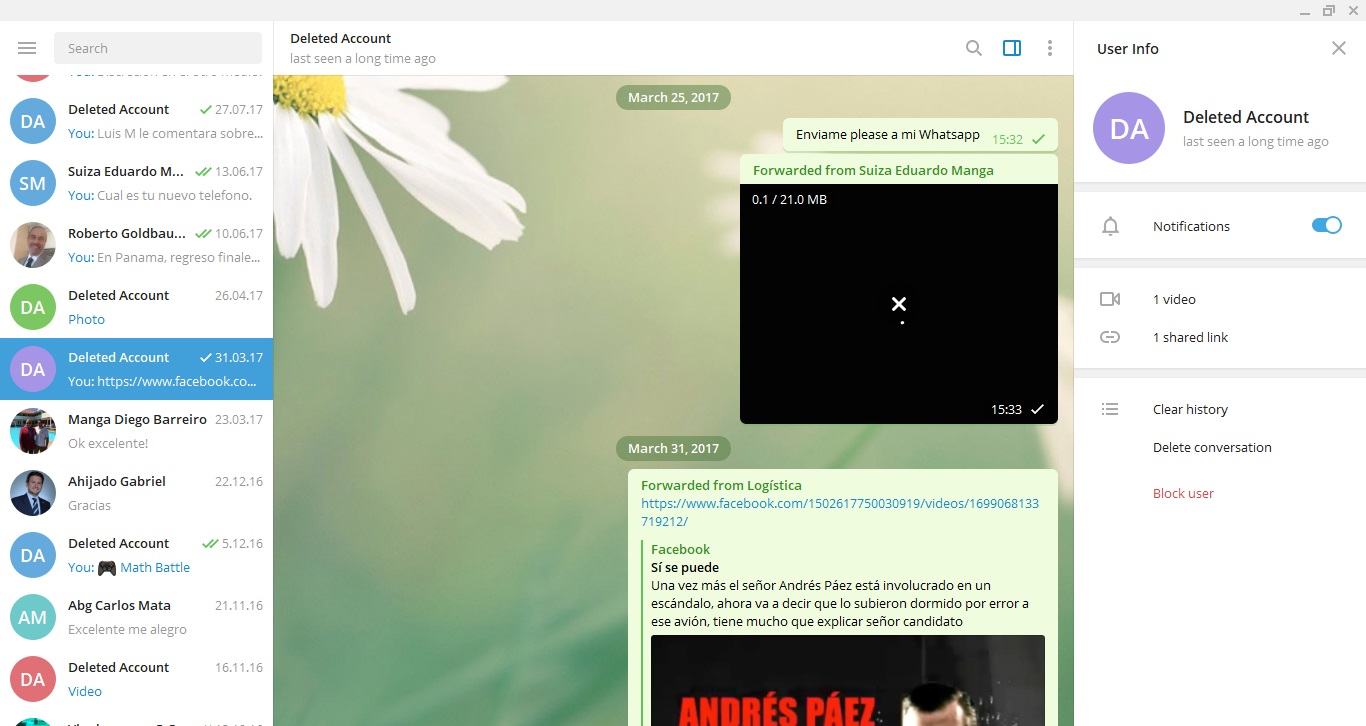 Search
You:
DA
Deleted Account
27.07.17
You: Luis M le comentara sobre...
SM
Suiza Eduardo M...
13.06.17
You: Cual es tu nuevo telefono.
Roberto Goldbau...
10.06.17
You: En Panama, regreso finale...
DA
Deleted Account
26.04.17
Photo
DA
Deleted Account
31.03.17
You: https://www.facebook.co...
Manga Diego Barreiro
23.03.17
Ok excelente!
Ahijado Gabriel
22.12.16
Gracias
DA
Deleted Account
5.12.16
You: 🎮 Math Battle
AM
Abg Carlos Mata
21.11.16
Excelente me alegro
DA
Deleted Account
16.11.16
Video
Deleted Account
last seen a long time ago
March 25, 2017
Enviame please a mi Whatsapp
15:32
Forwarded from Suiza Eduardo Manga
0.1 / 21.0 MB
15:33
March 31, 2017
Forwarded from Logística
https://www.facebook.com/1502617750030919/videos/1699068133
719212/
Facebook
Sí se puede
Una vez más el señor Andrés Páez está involucrado en un
escándalo, ahora va a decir que lo subieron dormido por error a
ese avión, tiene mucho que explicar señor candidato
ANDRÉS PÁEZ
User Info
DA
Deleted Account
last seen a long time ago
Notifications
1 video
1 shared link
Clear history
Delete conversation
Block user